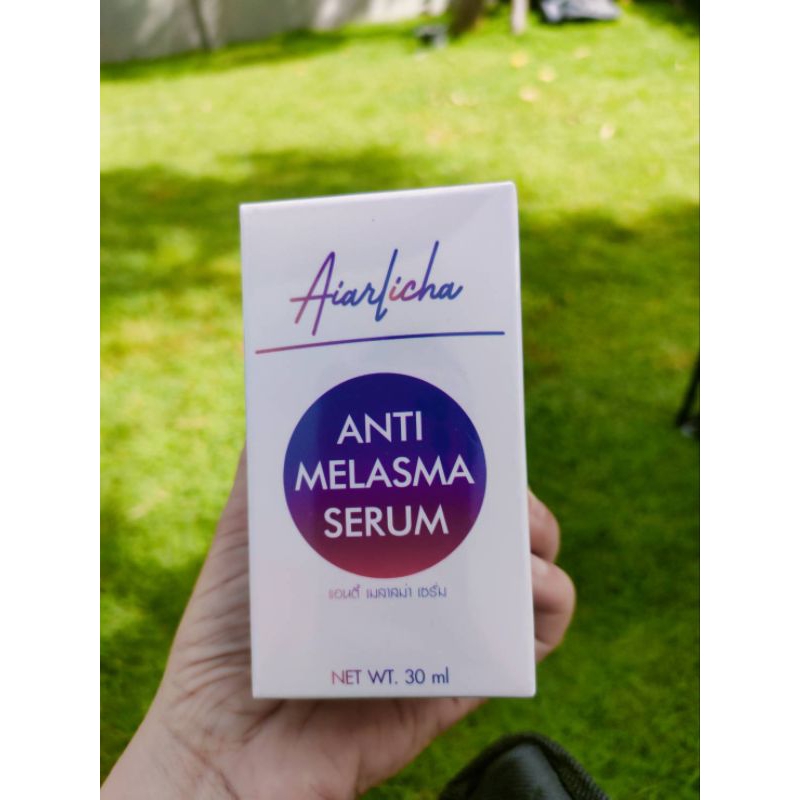 Aiarlicha
ANTI
MELASMA
SERUM
แอนตี้ เมลาสม่า เซรั่ม
NET WT. 30 ml